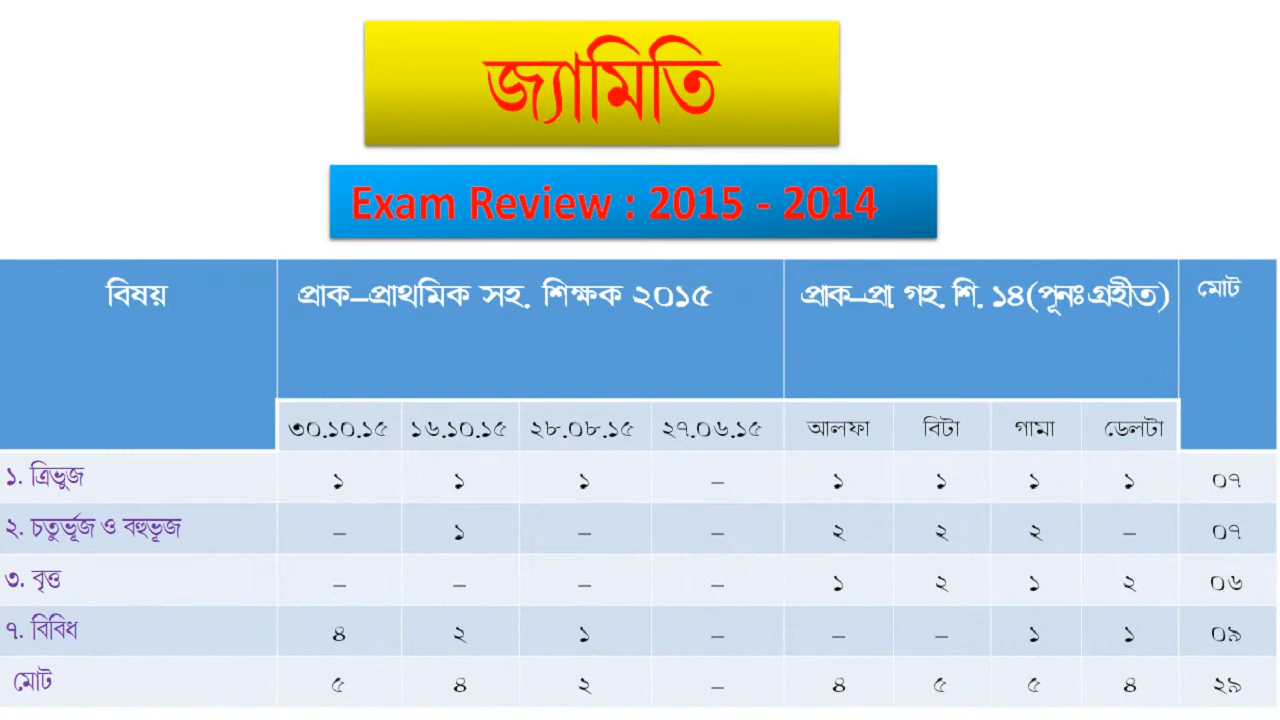 জ্যামিতি
Exam Review : 2015 - 2014
বিষয় প্রাক–প্রাথমিক সহ. শিক্ষক ২০১৫ প্রাক–প্রা. গহ. শি. ১৪(পূনঃগ্রহীত) মোট
৩০.১০.১৫ ১৬.১০.১৫ ২৮.০৮.১৫ ২৭.০৬.১৫ আলফা বিটা গামা ডেলটা
১. ত্রিভুজ ১ ১ ১ – ১ ১ ১ ১ ০৭
২. চতুর্ভূজ ও বহুভূজ – ১ – – ২ ২ ২ – ০৭
৩. বৃত্ত – – – – ১ ২ ১ ২ ০৬
৭. বিবিধ ৪ ২ ১ – – – ১ ১ ০৯
মোট ৫ ৪ ২ – ৪ ৫ ৫ ৪ ২৯